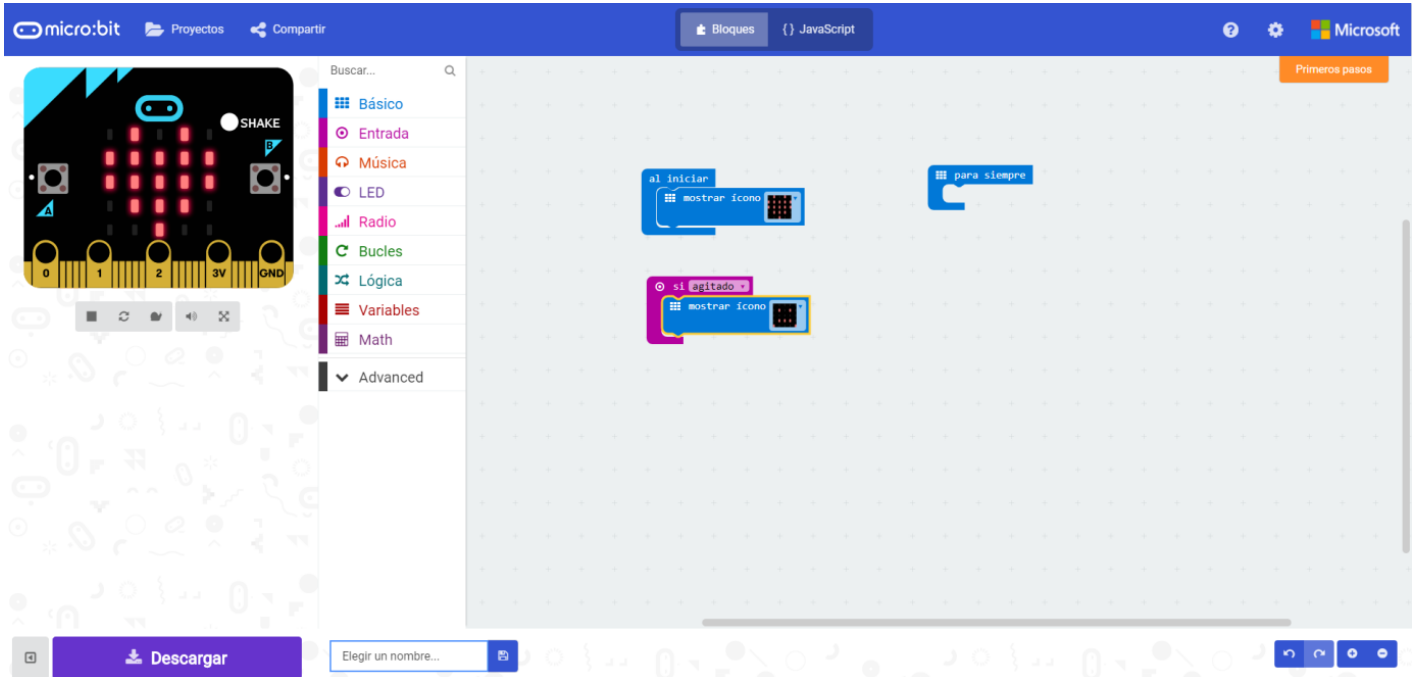 micro:bit Proyectos Compartir Bloques {} JavaScript ? Microsoft
Primeros pasos
SHAKE
B
A
0 1 2 3V GND
Buscar...
Básico
Entrada
Música
LED
Radio
Bucles
Lógica
Variables
Math
Advanced
al iniciar
mostrar ícono
para siempre
si agitado
mostrar ícono
Descargar
Elegir un nombre...